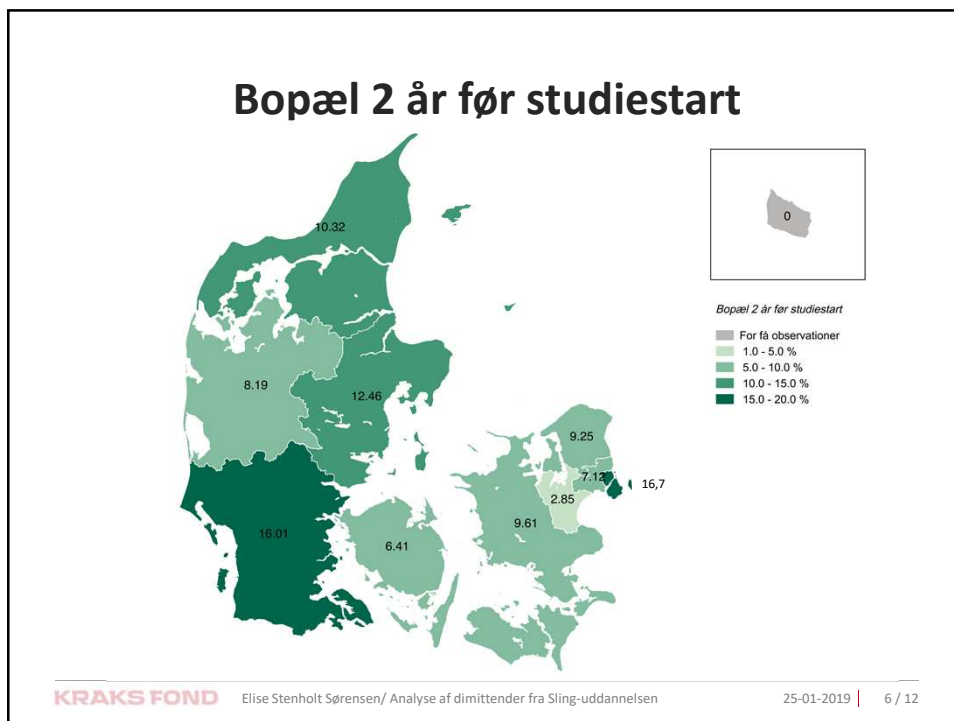 Bopæl 2 år før studiestart
10.32
0
Bopæl 2 år før studiestart
For få observationer
1.0 - 5.0 %
5.0 - 10.0 %
10.0 - 15.0 %
15.0 - 20.0 %
8.19
12.46
9.25
7.12
16,7
2.85
9.61
16.01
6.41
KRAKS FOND Elise Stenholt Sørensen/ Analyse af dimittender fra Sling-uddannelsen 25-01-2019 6 / 12